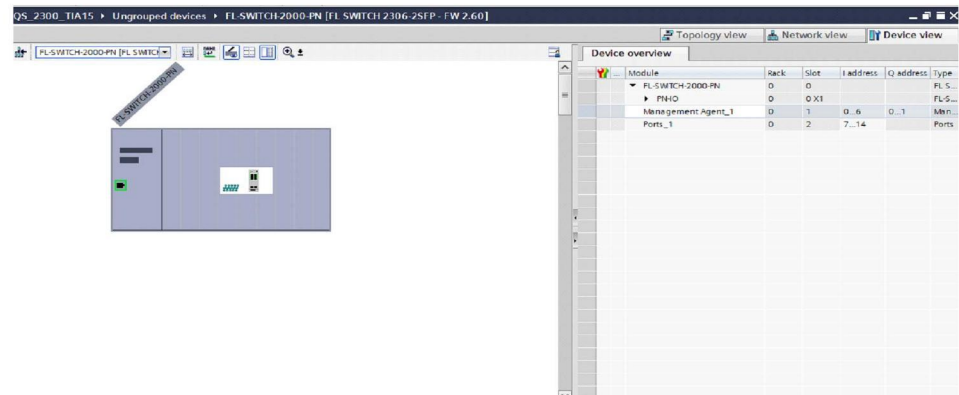 QS_2300_TIA15 ▸ Ungrouped devices ▸ FL-SWITCH-2000-PN [FL SWITCH 2306-2SFP - FW 2.60]
Topology view Network view Device view
FL-SWITCH-2000-PN [FL SWITCH
Device overview
... Module Rack Slot I address Q address Type
FL-SWITCH-2000-PN 0 0 FL S...
PN-IO 0 0 X1 FL-S...
Management Agent_1 0 1 0...6 0...1 Man...
Ports_1 0 2 7...14 Ports
FL-SWITCH-2000-PN